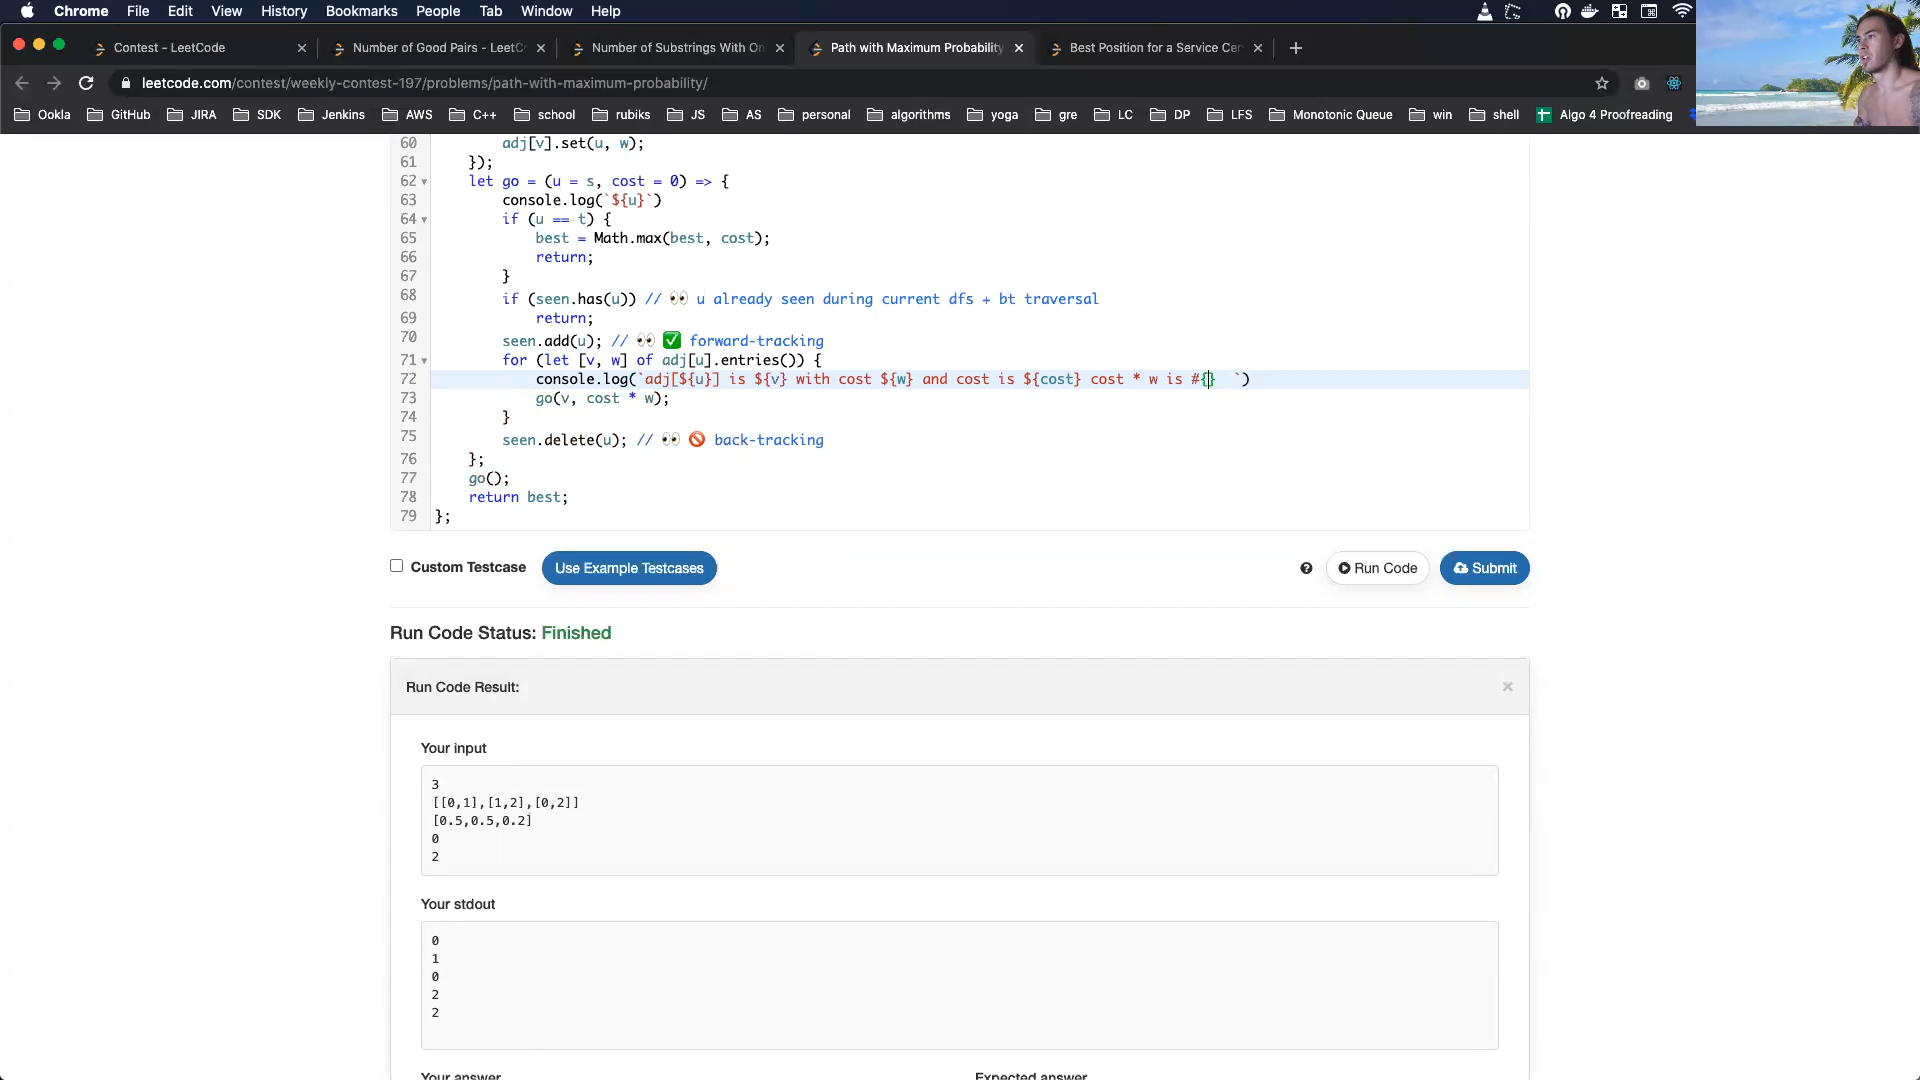 Chrome File Edit View History Bookmarks People Tab Window Help
Contest - LeetCode
Number of Good Pairs - LeetC
Number of Substrings With On
Path with Maximum Probability
Best Position for a Service Cen
leetcode.com/contest/weekly-contest-197/problems/path-with-maximum-probability/
Ookla GitHub JIRA SDK Jenkins AWS C++ school rubiks JS AS personal algorithms yoga gre LC DP LFS Monotonic Queue win shell Algo 4 Proofreading
60 adj[v].set(u, w);
61 });
62 let go = (u = s, cost = 0) => {
63 console.log(`${u}`)
64 if (u == t) {
65 best = Math.max(best, cost);
66 return;
67 }
68 if (seen.has(u)) // 👀 u already seen during current dfs + bt traversal
69 return;
70 seen.add(u); // 👀 ✅ forward-tracking
71 for (let [v, w] of adj[u].entries()) {
72 console.log(`adj[${u}] is ${v} with cost ${w} and cost is ${cost} cost * w is #{}  `)
73 go(v, cost * w);
74 }
75 seen.delete(u); // 👀 🚫 back-tracking
76 };
77 go();
78 return best;
79 };
Custom Testcase
Use Example Testcases
Run Code
Submit
Run Code Status: Finished
Run Code Result:
Your input
3
[[0,1],[1,2],[0,2]]
[0.5,0.5,0.2]
0
2
Your stdout
0
1
0
2
2
Your answer
Expected answer